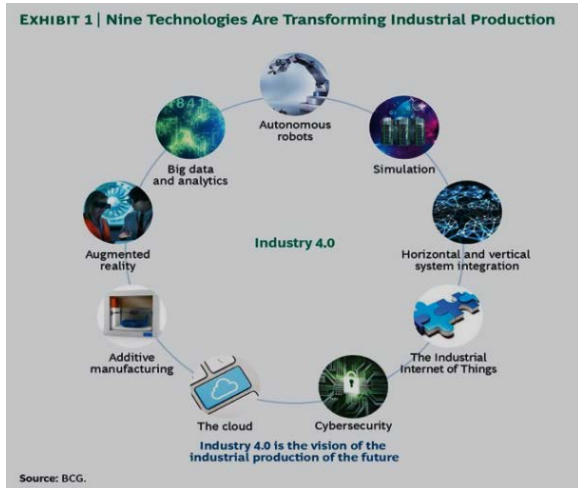 EXHIBIT 1 | Nine Technologies Are Transforming Industrial Production
Autonomous
robots
Simulation
Horizontal and vertical
system integration
The Industrial
Internet of Things
Cybersecurity
The cloud
Additive
manufacturing
Augmented
reality
Big data
and analytics
Industry 4.0
Industry 4.0 is the vision of the
industrial production of the future
Source: BCG.